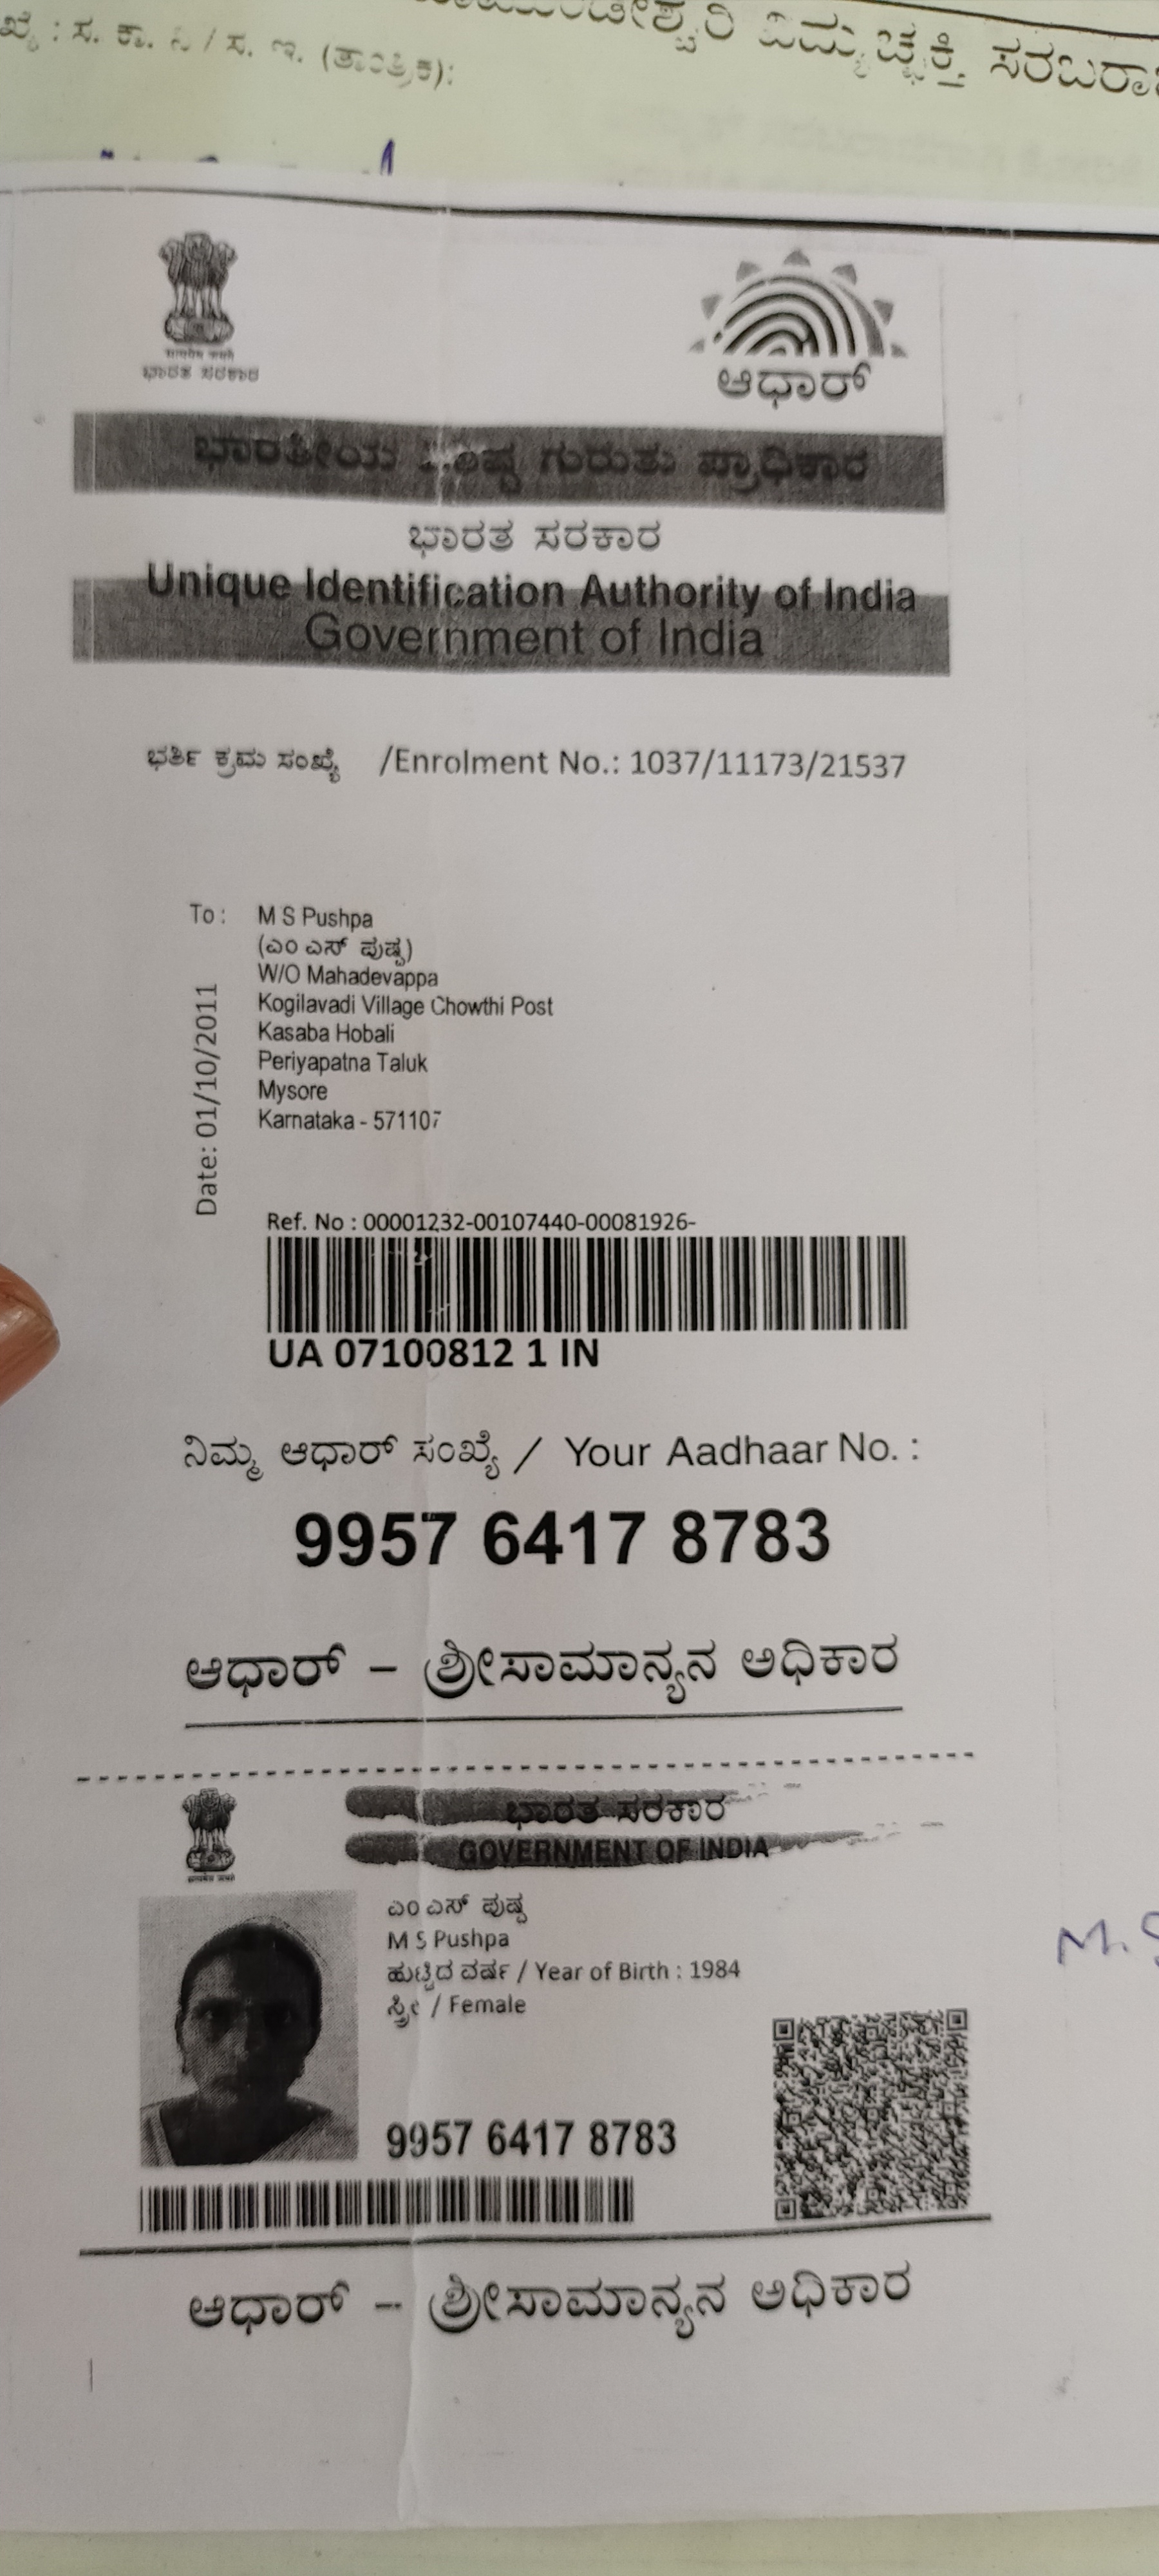 ಖ್ಯೆ : ಸ. ಕಾ. ನಿ / ಸ. ಇ. (ತಾಂತ್ರಿಕ):
ವಿದ್ಯುಚ್ಛಕ್ತಿ ಸರಬರಾ
ಭಾರತ ಸರಕಾರ
ಆಧಾರ್
ಭಾರತೀಯ ವಿಶಿಷ್ಟ ಗುರುತು ಪ್ರಾಧಿಕಾರ
ಭಾರತ ಸರಕಾರ
Unique Identification Authority of India
Government of India
ಭರ್ತಿ ಕ್ರಮ ಸಂಖ್ಯೆ /Enrolment No.: 1037/11173/21537
To : M S Pushpa
(ಎಂ ಎಸ್ ಪುಷ್ಪ)
W/O Mahadevappa
Kogilavadi Village Chowthi Post
Kasaba Hobali
Periyapatna Taluk
Mysore
Karnataka - 571107
Date: 01/10/2011
Ref. No : 00001232-00107440-00081926-
UA 07100812 1 IN
ನಿಮ್ಮ ಆಧಾರ್ ಸಂಖ್ಯೆ / Your Aadhaar No. :
9957 6417 8783
ಆಧಾರ್ – ಶ್ರೀಸಾಮಾನ್ಯನ ಅಧಿಕಾರ
ಭಾರತ ಸರಕಾರ
GOVERNMENT OF INDIA
ಎಂ ಎಸ್ ಪುಷ್ಪ
M S Pushpa
ಹುಟ್ಟಿದ ವರ್ಷ / Year of Birth : 1984
ಸ್ತ್ರೀ / Female
M. S
9957 6417 8783
ಆಧಾರ್ – ಶ್ರೀಸಾಮಾನ್ಯನ ಅಧಿಕಾರ